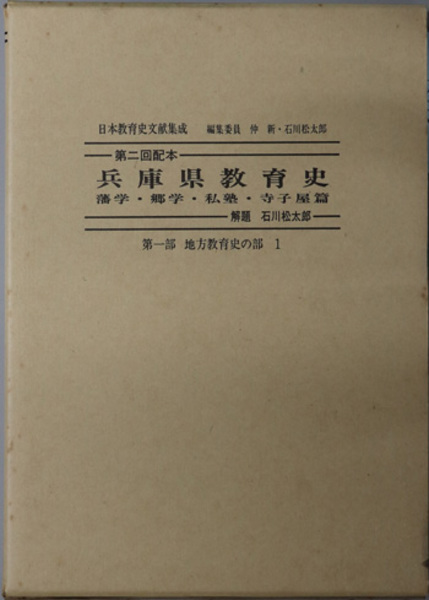 日本教育史文献集成 編集委員 仲 新・石川松太郎
第二回配本
兵庫県教育史
藩学・郷学・私塾・寺子屋篇
解題 石川松太郎
第一部 地方教育史の部 1